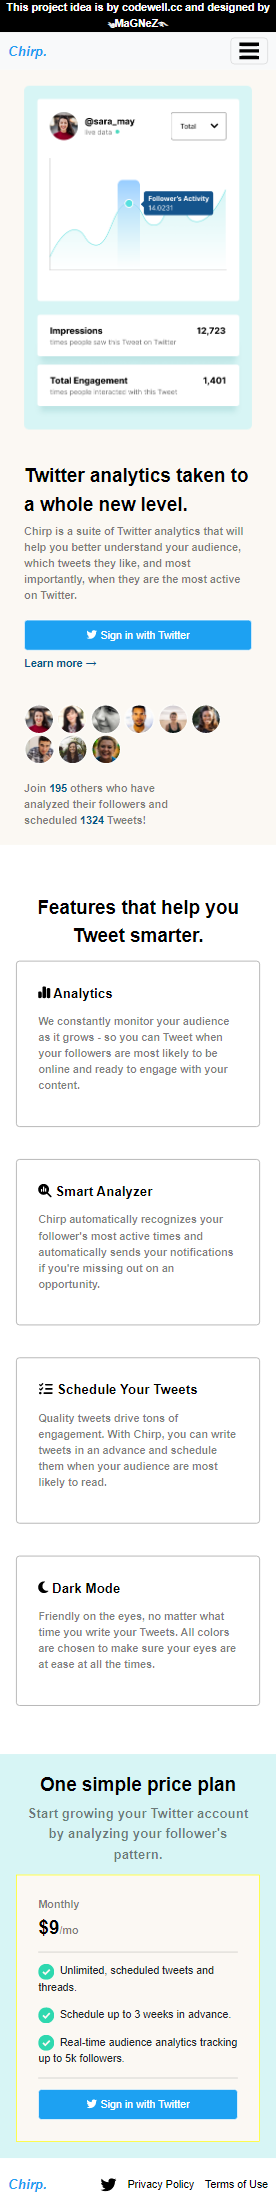 This project idea is by codewell.cc and designed by
MaGNeZ
Chirp.
@sara_may
live data
Total
Follower's Activity
14.0231
Impressions
12,723
times people saw this Tweet on Twitter
Total Engagement
1,401
times people interacted with this Tweet
Twitter analytics taken to
a whole new level.
Chirp is a suite of Twitter analytics that will
help you better understand your audience,
which tweets they like, and most
importantly, when they are the most active
on Twitter.
Sign in with Twitter
Learn more →
Join 195 others who have
analyzed their followers and
scheduled 1324 Tweets!
Features that help you
Tweet smarter.
Analytics
We constantly monitor your audience
as it grows - so you can Tweet when
your followers are most likely to be
online and ready to engage with your
content.
Smart Analyzer
Chirp automatically recognizes your
follower's most active times and
automatically sends your notifications
if you're missing out on an
opportunity.
Schedule Your Tweets
Quality tweets drive tons of
engagement. With Chirp, you can write
tweets in an advance and schedule
them when your audience are most
likely to read.
Dark Mode
Friendly on the eyes, no matter what
time you write your Tweets. All colors
are chosen to make sure your eyes are
at ease at all the times.
One simple price plan
Start growing your Twitter account
by analyzing your follower's
pattern.
Monthly
$9/mo
Unlimited, scheduled tweets and
threads.
Schedule up to 3 weeks in advance.
Real-time audience analytics tracking
up to 5k followers.
Sign in with Twitter
Chirp.
Privacy Policy
Terms of Use